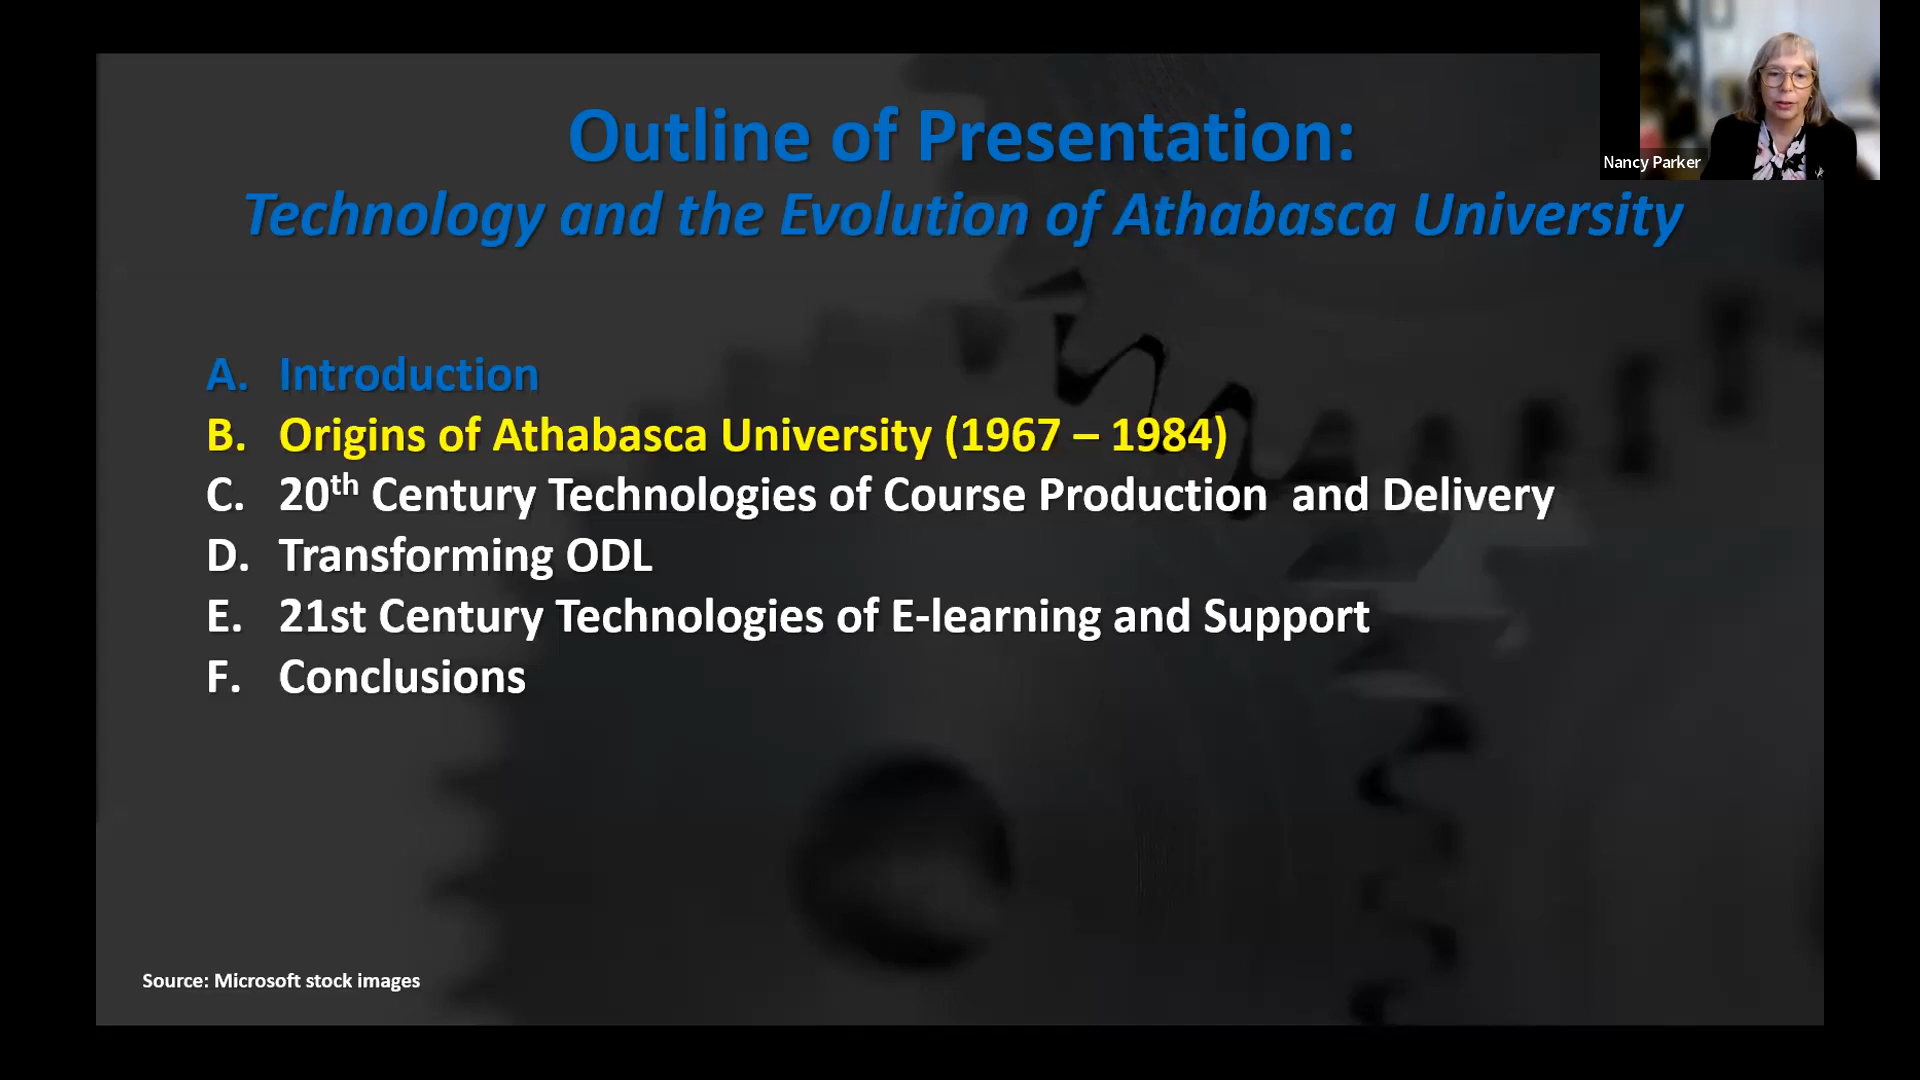 Outline of Presentation:
Technology and the Evolution of Athabasca University
Nancy Parker
A. Introduction
B. Origins of Athabasca University (1967 – 1984)
C. 20th Century Technologies of Course Production  and Delivery
D. Transforming ODL
E. 21st Century Technologies of E-learning and Support
F. Conclusions
Source: Microsoft stock images